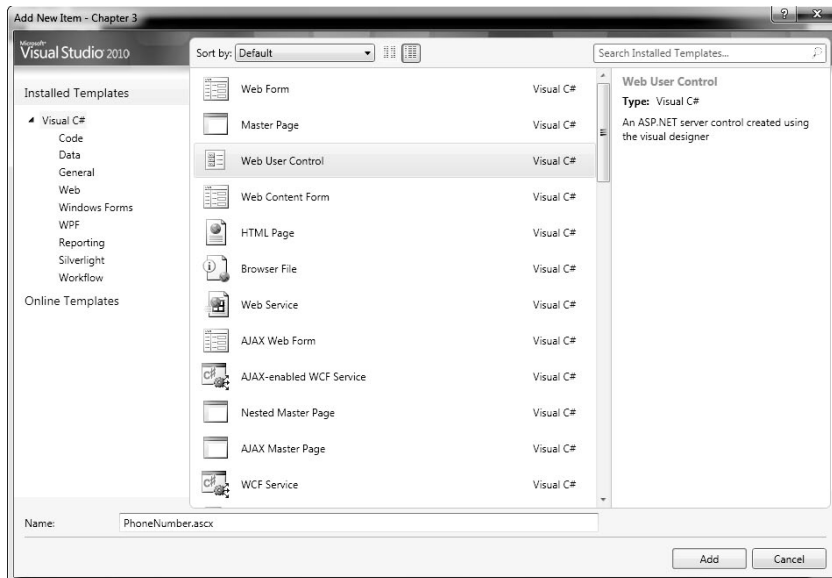 Add New Item - Chapter 3
Microsoft
Visual Studio 2010
Sort by: Default
Search Installed Templates...
Installed Templates
Visual C#
Code
Data
General
Web
Windows Forms
WPF
Reporting
Silverlight
Workflow
Online Templates
Web Form Visual C#
Master Page Visual C#
Web User Control Visual C#
Web Content Form Visual C#
HTML Page Visual C#
Browser File Visual C#
Web Service Visual C#
AJAX Web Form Visual C#
AJAX-enabled WCF Service Visual C#
Nested Master Page Visual C#
AJAX Master Page Visual C#
WCF Service Visual C#
Web User Control
Type: Visual C#
An ASP.NET server control created using
the visual designer
Name: PhoneNumber.ascx
Add Cancel